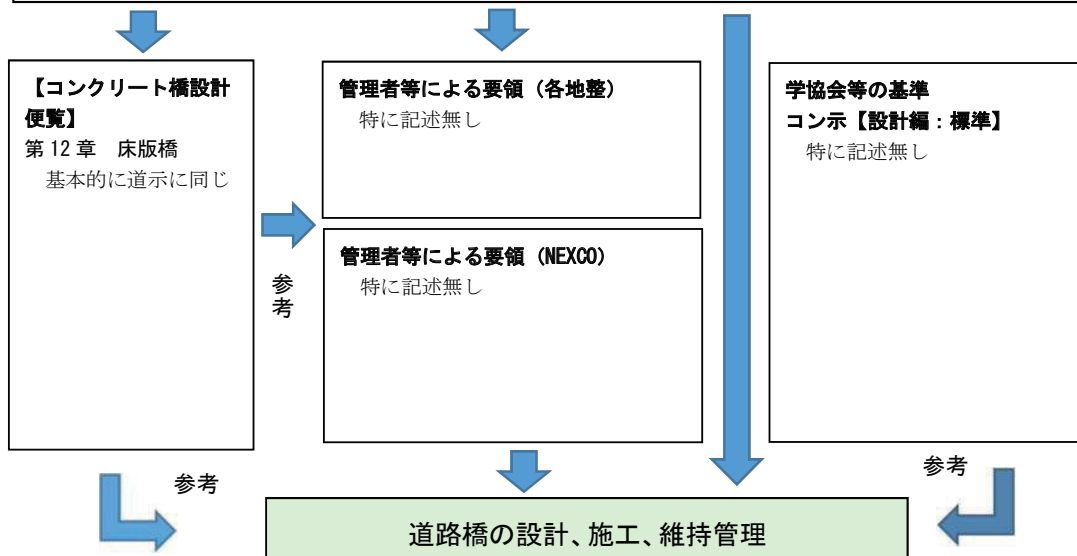 【コンクリート橋設計
便覧】
第12章　床版橋
基本的に道示に同じ
参考
管理者等による要領（各地整）
特に記述無し
管理者等による要領（NEXCO）
特に記述無し
学協会等の基準
コン示【設計編：標準】
特に記述無し
参考
参考
道路橋の設計、施工、維持管理